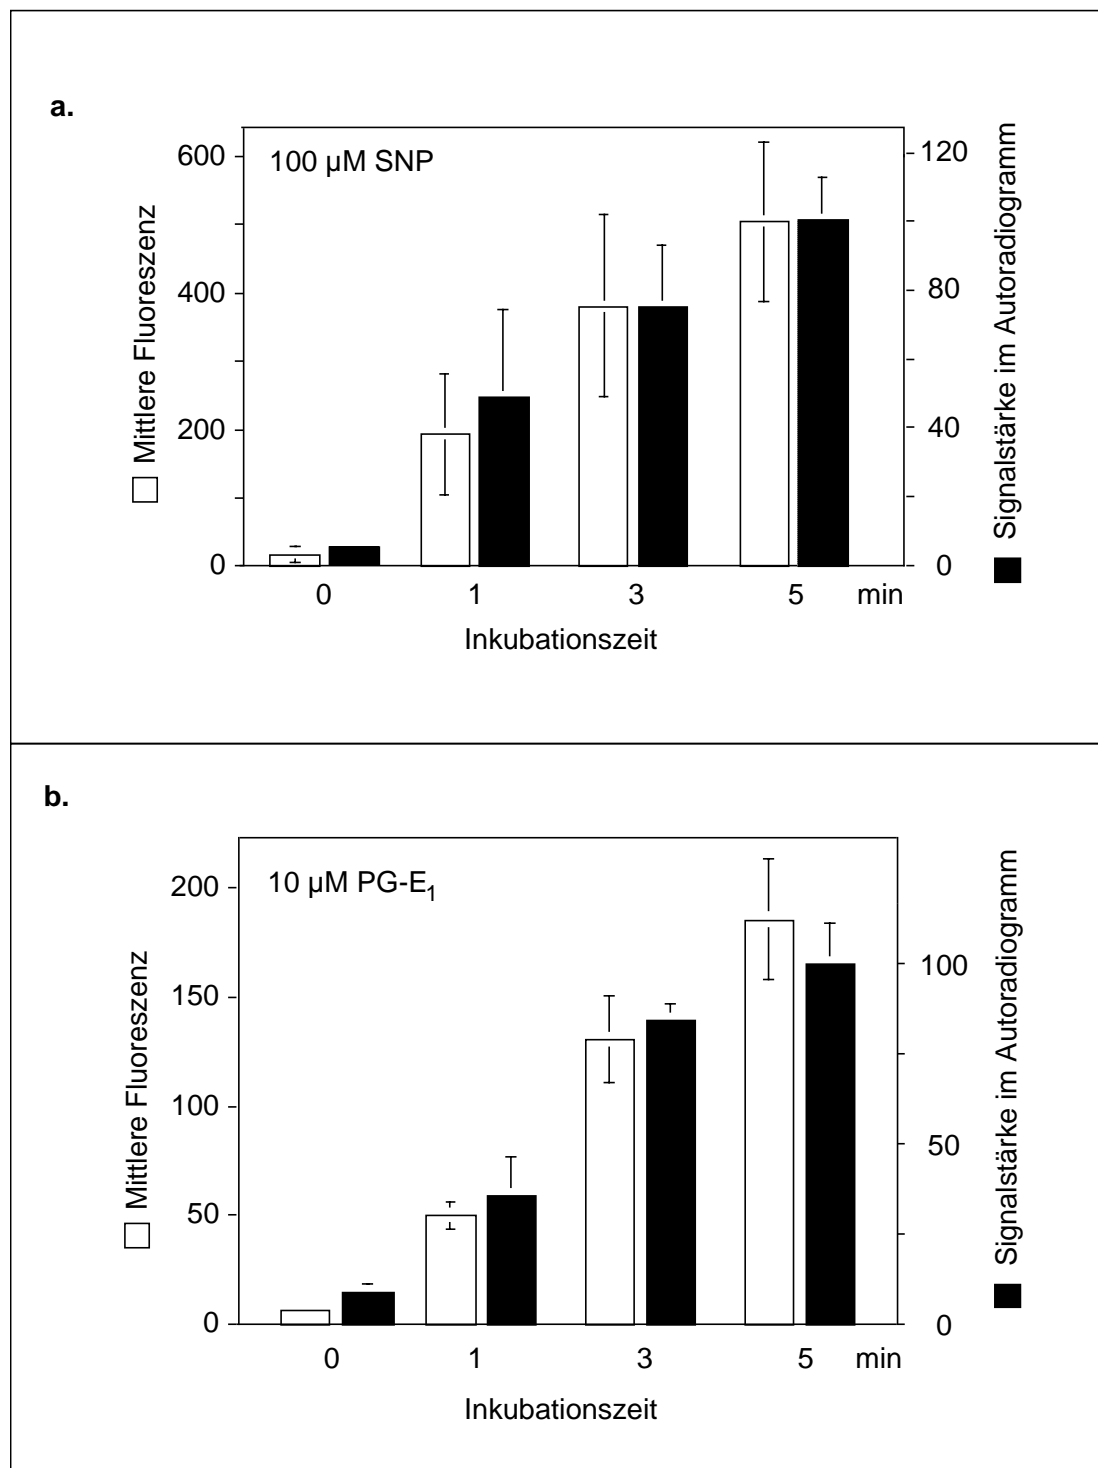 a.
100 µM SNP
Mittlere Fluoreszenz
600
400
200
0
120
80
40
0
Signalstärke im Autoradiogramm
0 1 3 5 min
Inkubationszeit
b.
10 µM PG-E1
Mittlere Fluoreszenz
200
150
100
50
0
100
50
0
Signalstärke im Autoradiogramm
0 1 3 5 min
Inkubationszeit